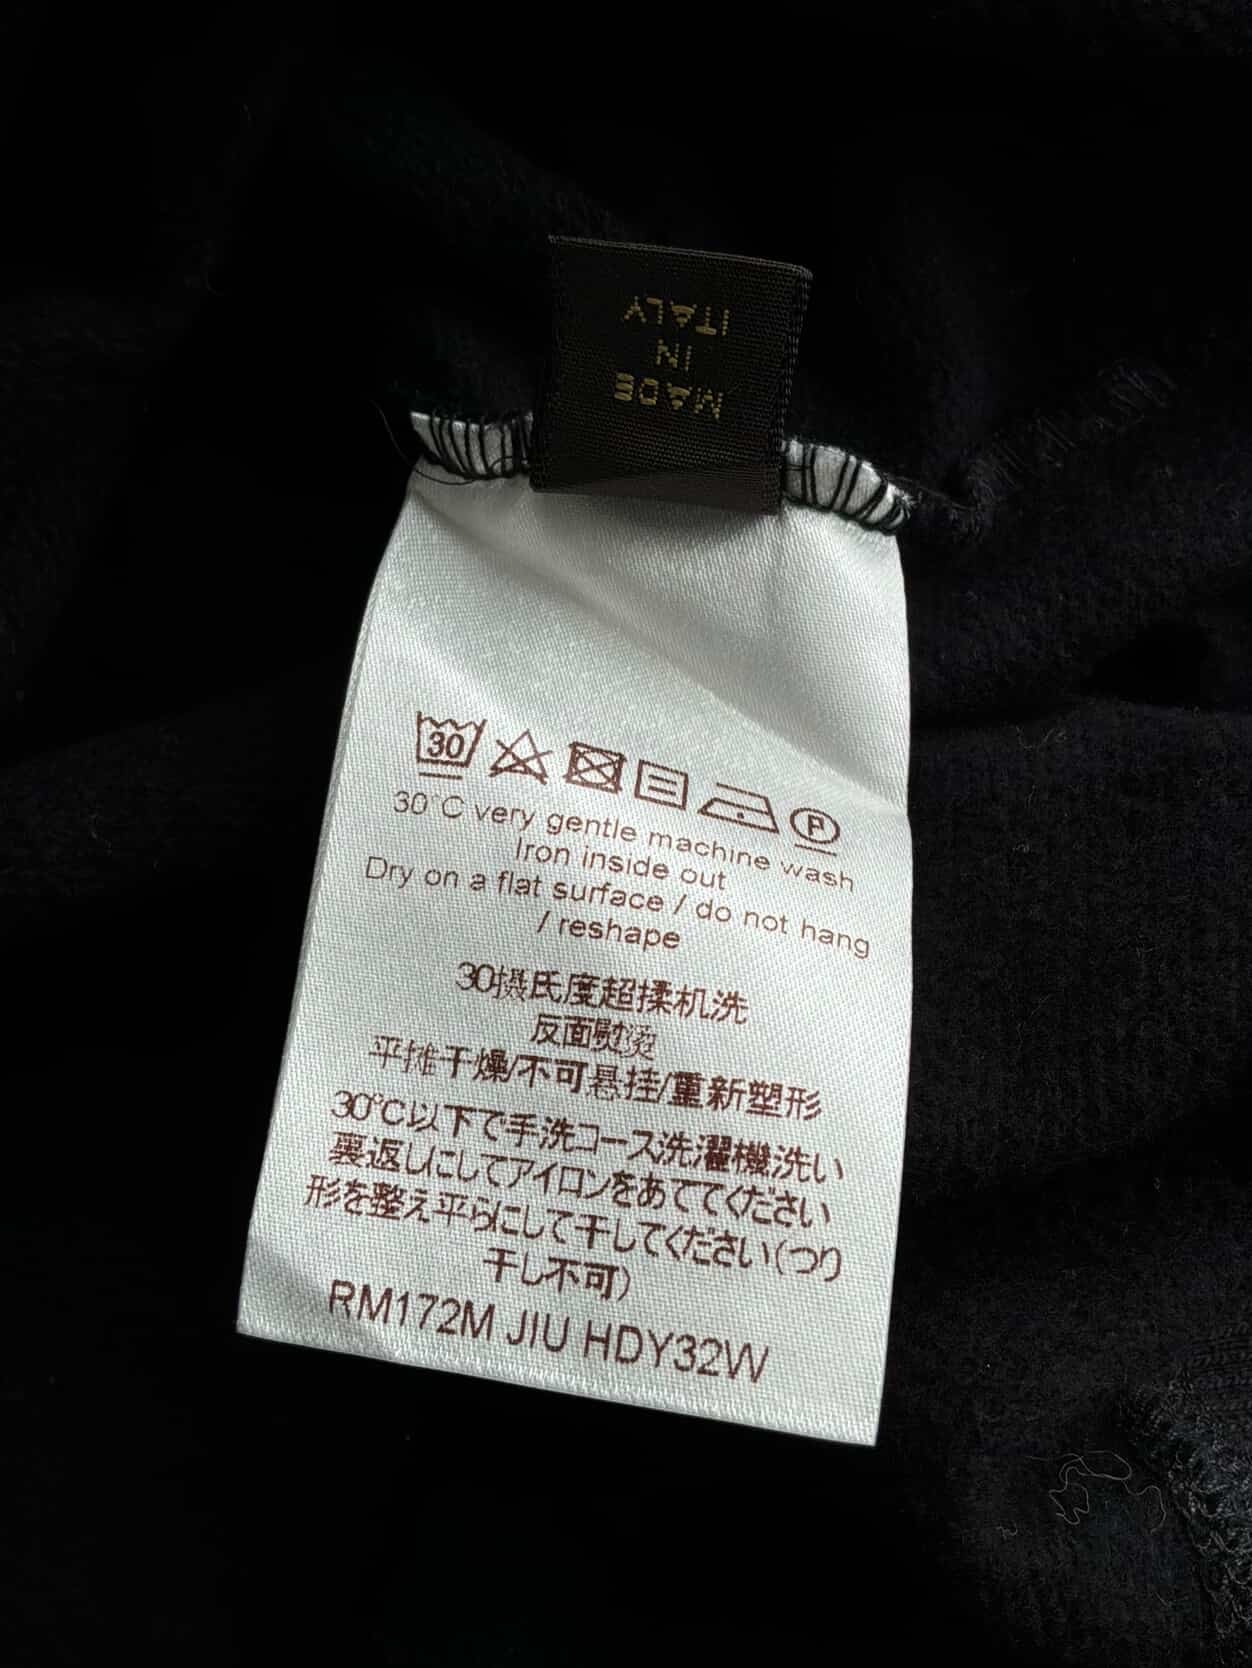 MADE
IN
ITALY
30
P
30°C very gentle machine wash
Iron inside out
Dry on a flat surface / do not hang
/ reshape
30摄氏度超揉机洗
反面熨烫
平摊干燥/不可悬挂/重新塑形
30°C以下で手洗コース洗濯機洗い
裏返しにしてアイロンをあててください
形を整え平らにして干してください(つり
干し不可)
RM172M JIU HDY32W